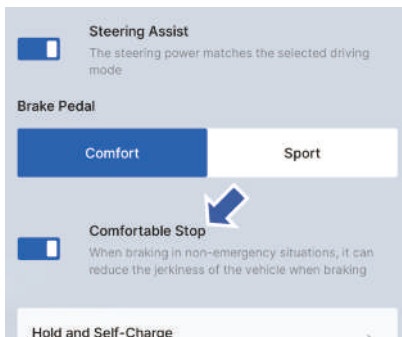 Steering Assist
The steering power matches the selected driving
mode
Brake Pedal
Comfort
Sport
Comfortable Stop
When braking in non-emergency situations, it can
reduce the jerkiness of the vehicle when braking
Hold and Self-Charge